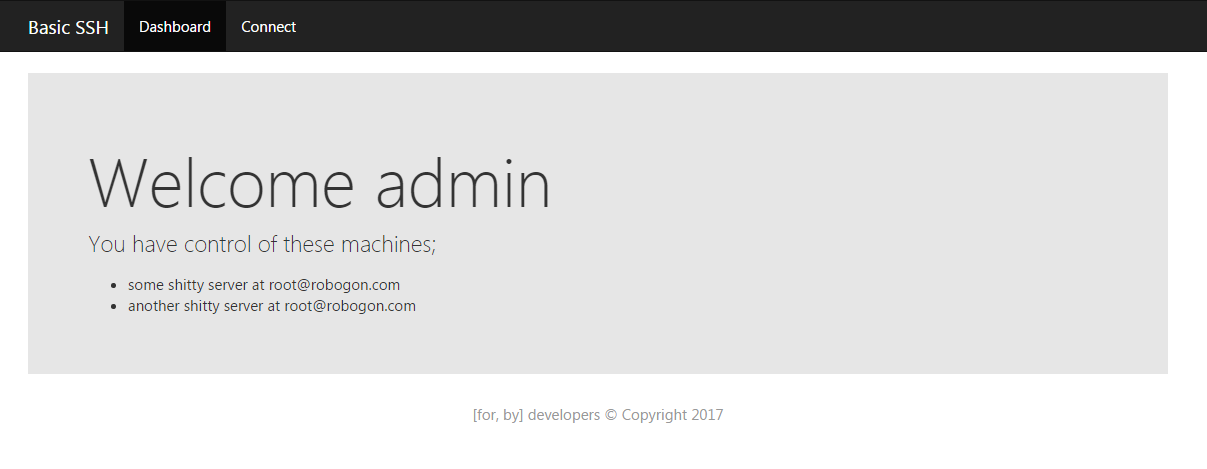 Basic SSH Dashboard Connect
Welcome admin
You have control of these machines;
some shitty server at root@robogon.com
another shitty server at root@robogon.com
[for, by] developers © Copyright 2017